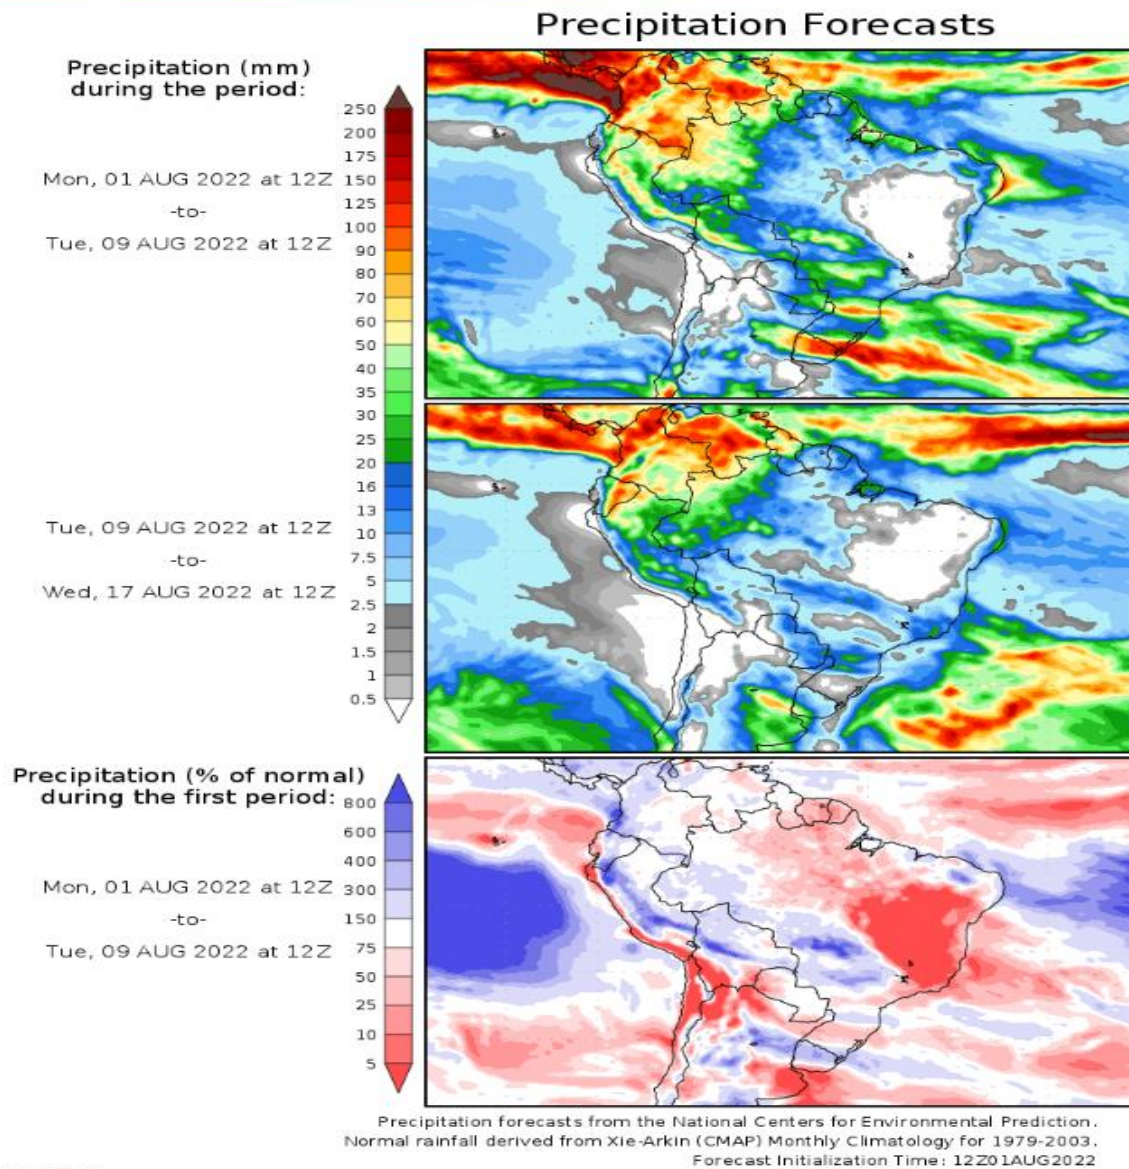 Precipitation Forecasts
Precipitation (mm)
during the period:
Mon, 01 AUG 2022 at 12Z
-to-
Tue, 09 AUG 2022 at 12Z
250
200
175
150
125
100
90
80
70
60
50
40
35
30
25
20
16
13
10
7.5
5
2.5
2
1.5
1
0.5
Tue, 09 AUG 2022 at 12Z
-to-
Wed, 17 AUG 2022 at 12Z
Precipitation (% of normal)
during the first period:
Mon, 01 AUG 2022 at 12Z
-to-
Tue, 09 AUG 2022 at 12Z
800
600
400
300
150
75
50
25
10
5
Precipitation forecasts from the National Centers for Environmental Prediction.
Normal rainfall derived from Xie-Arkin (CMAP) Monthly Climatology for 1979-2003.
Forecast Initialization Time: 12Z01AUG2022